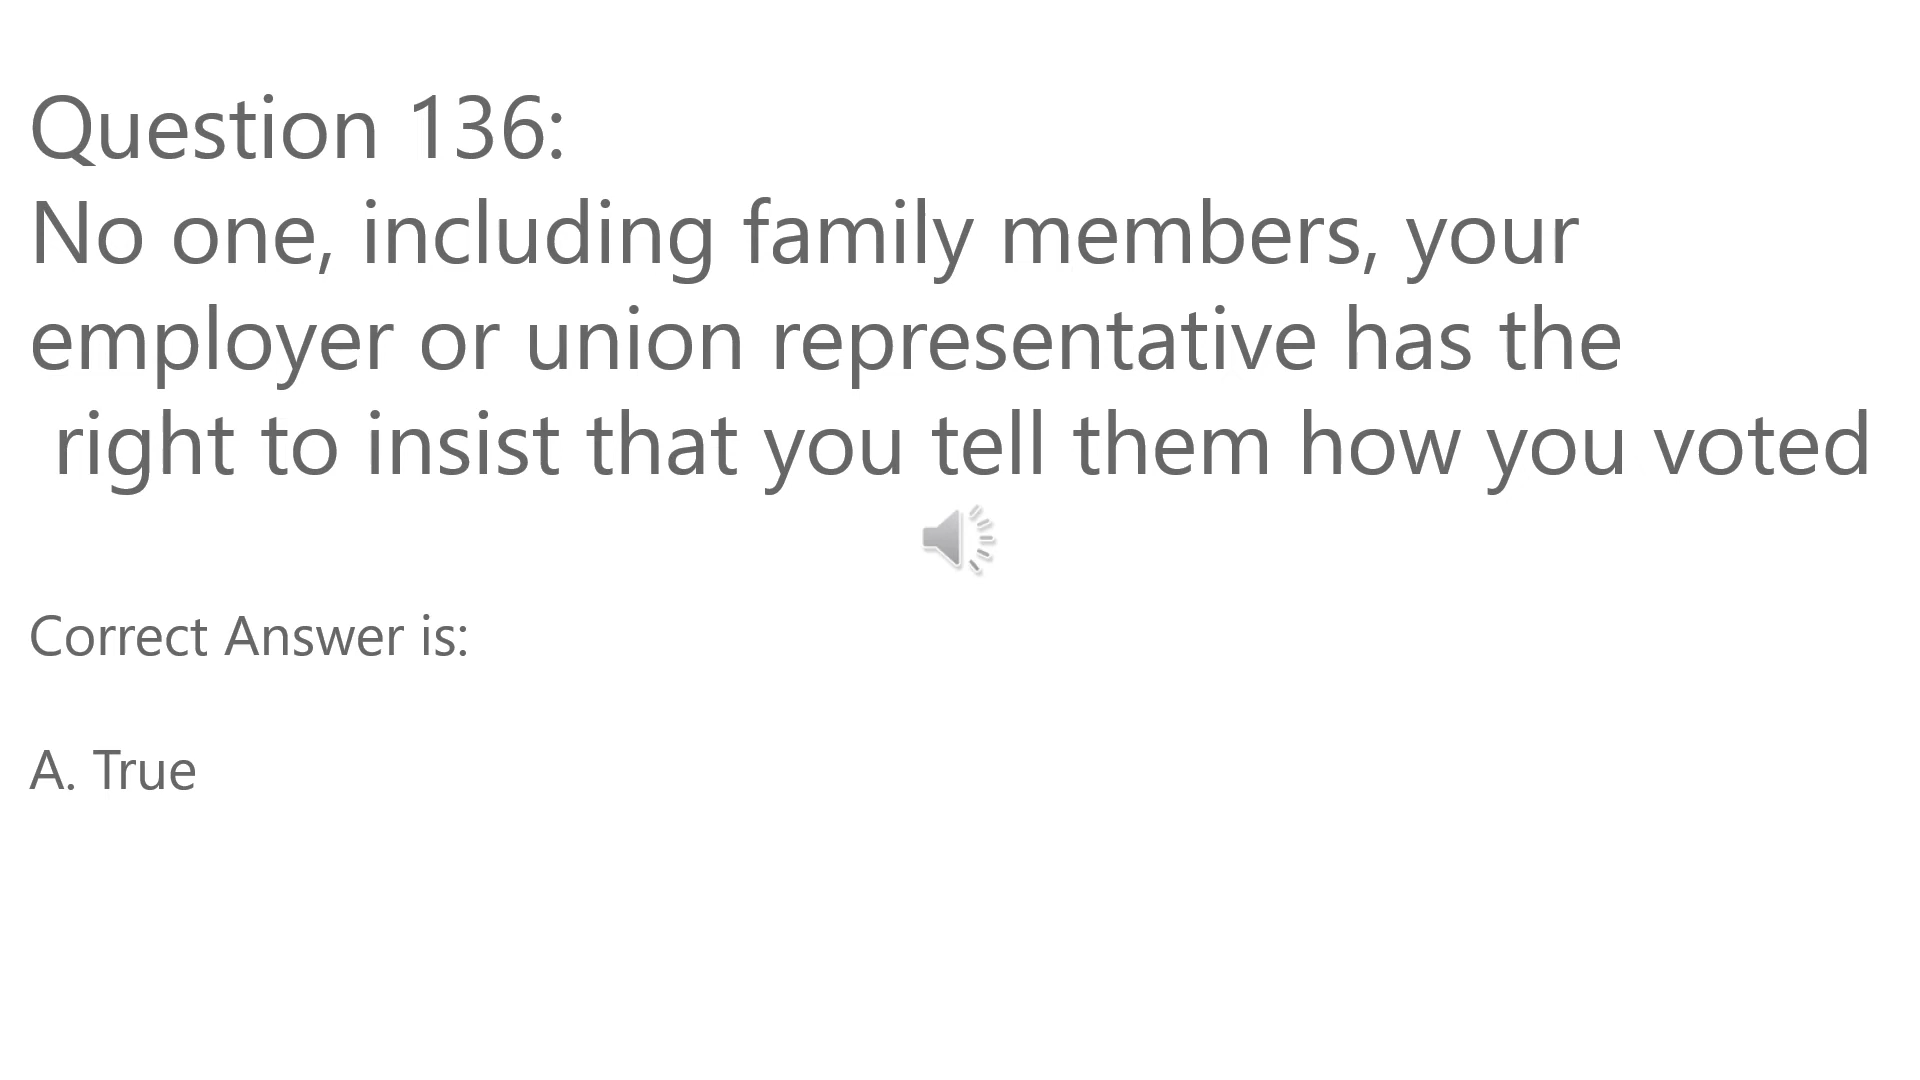 Question 136:
No one, including family members, your
employer or union representative has the
right to insist that you tell them how you voted
Correct Answer is:
A. True